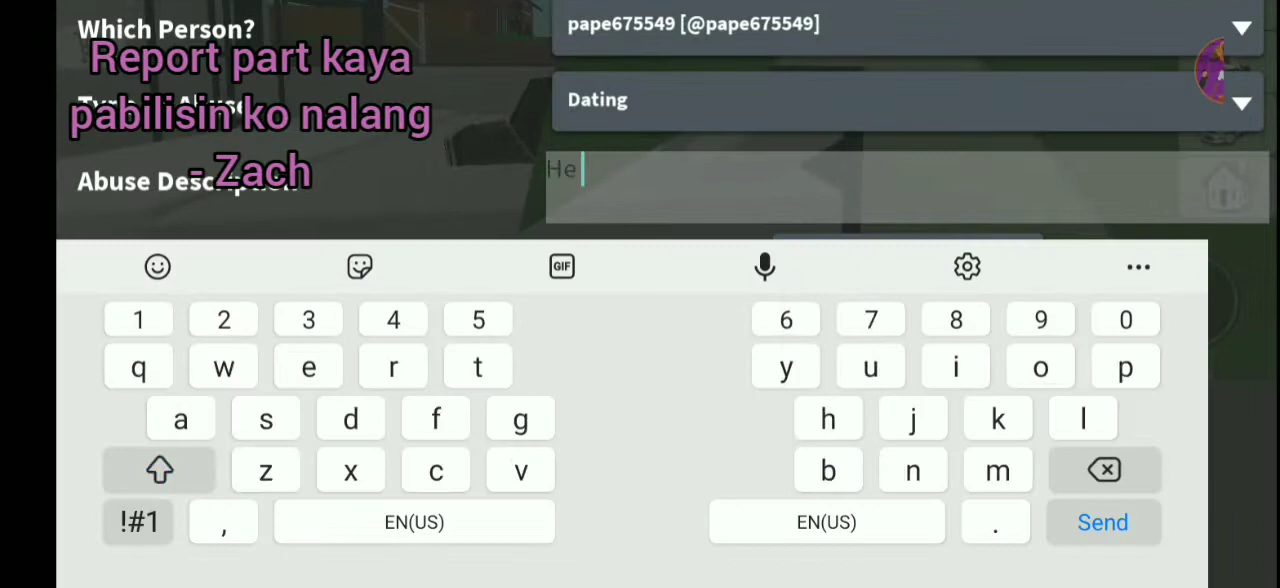 Which Person?
pape675549 [@pape675549]
Report part kaya
pabilisin ko nalang
- Zach
Dating
Abuse
He
GIF
1 2 3 4 5 6 7 8 9 0
q w e r t y u i o p
a s d f g h j k l
z x c v b n m
!#1 , EN(US) EN(US) . Send